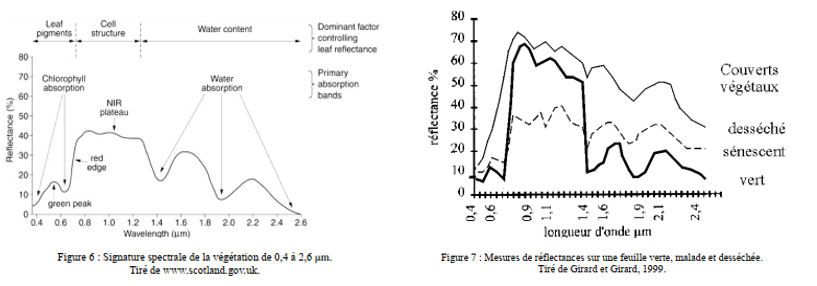 Leaf pigments
Cell structure
Water content
Dominant factor controlling leaf reflectance
Primary absorption bands
Chlorophyll absorption
NIR plateau
Water absorption
red edge
green peak
Reflectance (%)
80
70
60
50
40
30
20
10
0
0.4 0.6 0.8 1.0 1.2 1.4 1.6 1.8 2.0 2.2 2.4 2.6
Wavelength (µm)
Figure 6 : Signature spectrale de la végétation de 0,4 à 2,6 µm.
Tiré de www.scotland.gov.uk.
réflectance %
80
70
60
50
40
30
20
10
0
Couverts
végétaux
desséché
sénescent
vert
0,4 0,6 0,9 1,1 1,4 1,6 1,9 2,1 2,4
longueur d'onde µm
Figure 7 : Mesures de réflectances sur une feuille verte, malade et desséchée.
Tiré de Girard et Girard, 1999.